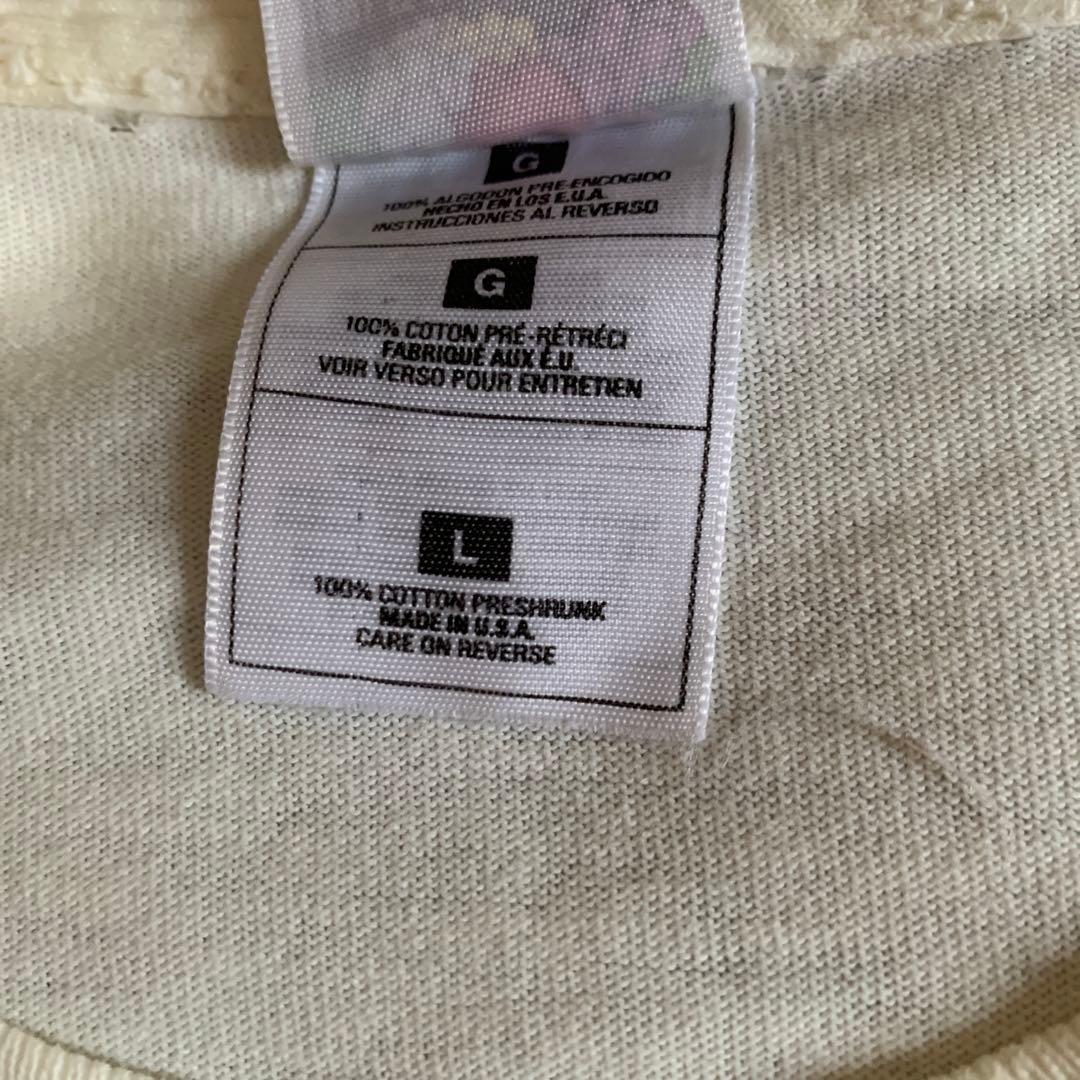 G
100% ALGODON PRE-ENCOGIDO
HECHO EN LOS E.U.A.
INSTRUCCIONES AL REVERSO
G
100% COTON PRÉ-RÉTRÉCI
FABRIQUÉ AUX É.U.
VOIR VERSO POUR ENTRETIEN
L
100% COTTON PRESHRUNK
MADE IN U.S.A.
CARE ON REVERSE